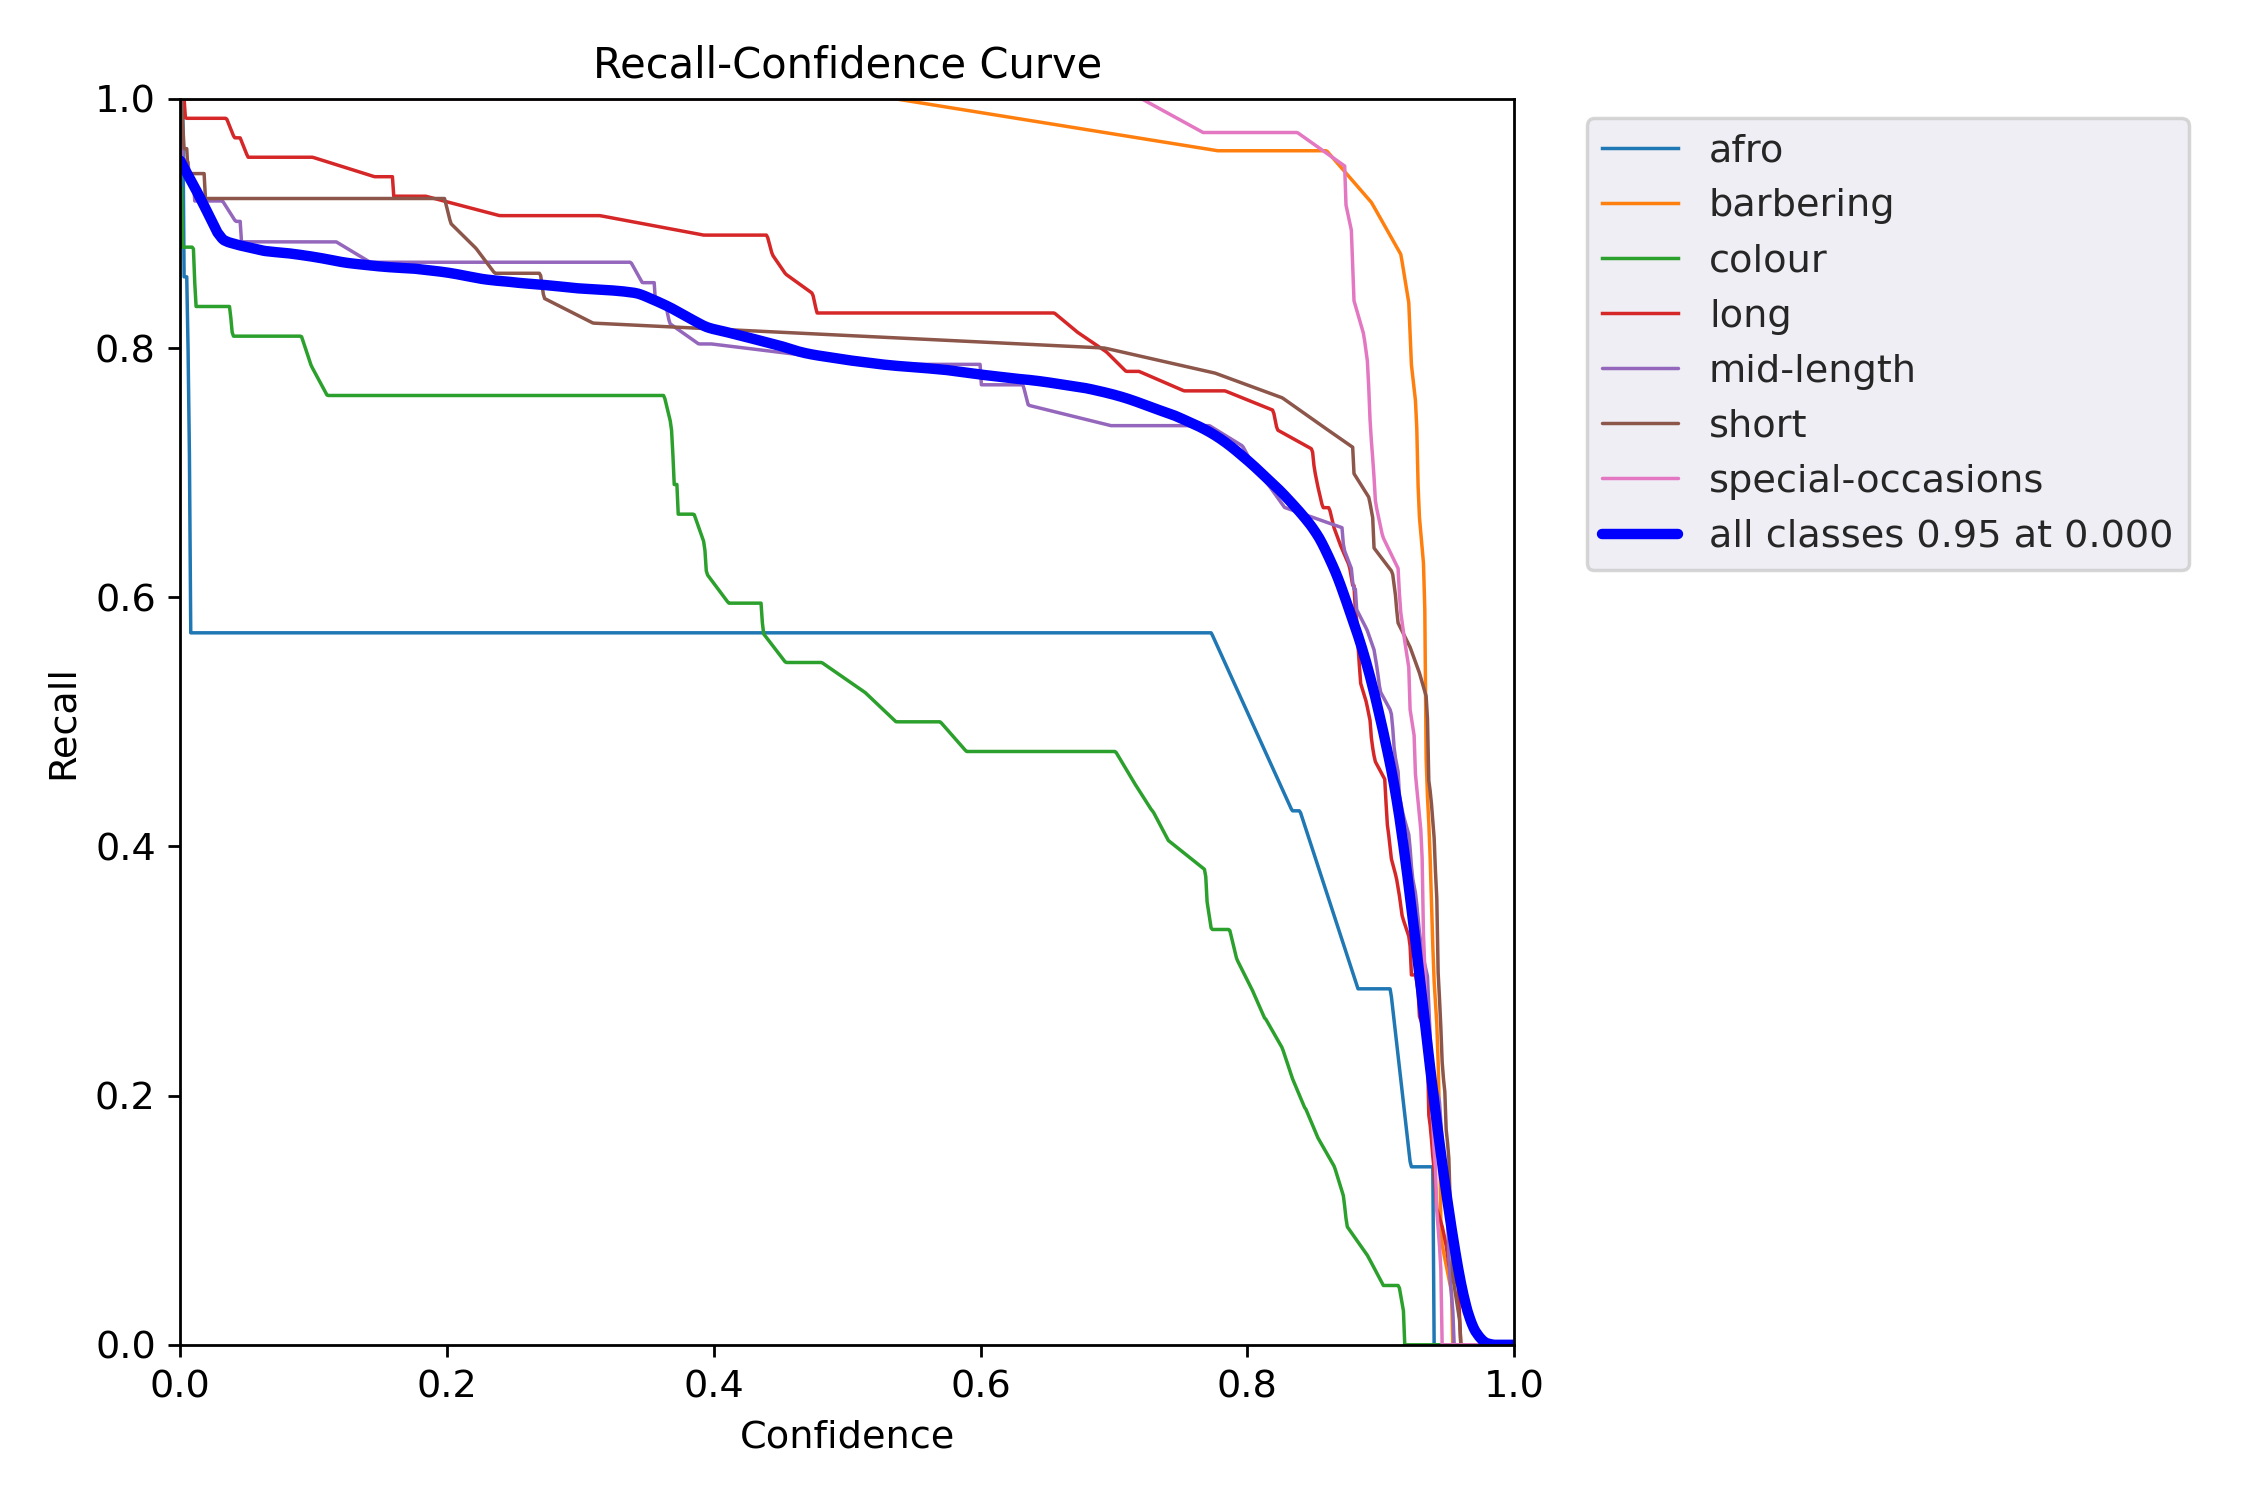 Recall-Confidence Curve
1.0
0.8
0.6
0.4
0.2
0.0
Recall
0.0 0.2 0.4 0.6 0.8 1.0
Confidence
afro
barbering
colour
long
mid-length
short
special-occasions
all classes 0.95 at 0.000